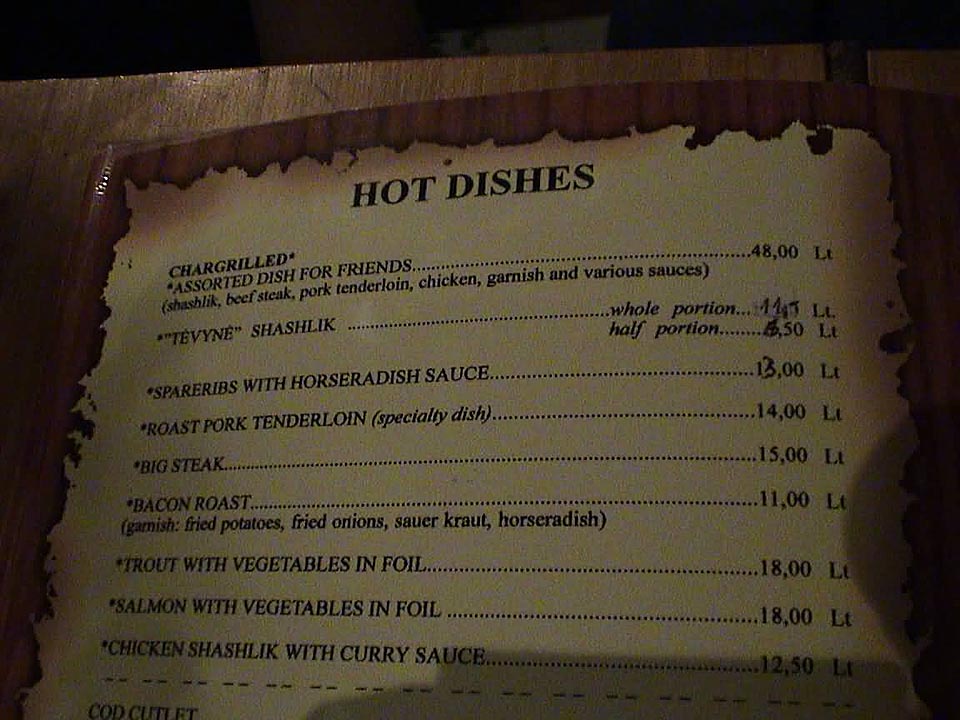 HOT DISHES
CHARGRILLED*
*ASSORTED DISH FOR FRIENDS..........48,00 Lt
(shashlik, beef steak, pork tenderloin, chicken, garnish and various sauces)
*"TĖVYNĖ" SHASHLIK ..........whole portion... Lt.
half portion........,50 Lt
*SPARERIBS WITH HORSERADISH SAUCE..........13,00 Lt
*ROAST PORK TENDERLOIN (specialty dish)..........14,00 Lt
*BIG STEAK..........15,00 Lt
*BACON ROAST..........11,00 Lt
(garnish: fried potatoes, fried onions, sauer kraut, horseradish)
*TROUT WITH VEGETABLES IN FOIL..........18,00 Lt
*SALMON WITH VEGETABLES IN FOIL ..........18,00 Lt
*CHICKEN SHASHLIK WITH CURRY SAUCE..........12,50 Lt
COD CUTLET